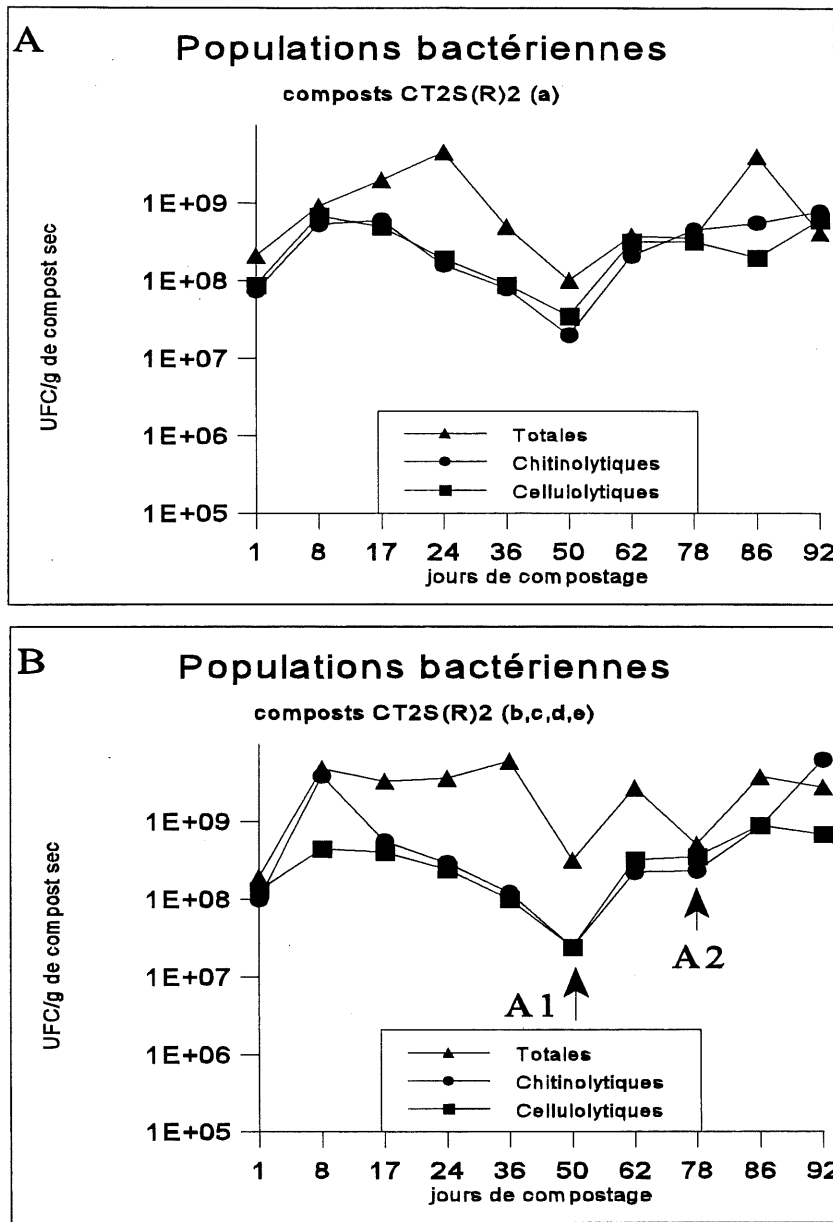 A
Populations bactériennes
composts CT2S(R)2 (a)
UFC/g de compost sec
1E+09
1E+08
1E+07
1E+06
1E+05
Totales
Chitinolytiques
Cellulolytiques
1 8 17 24 36 50 62 78 86 92
jours de compostage
B
Populations bactériennes
composts CT2S(R)2 (b,c,d,e)
UFC/g de compost sec
1E+09
1E+08
1E+07
1E+06
1E+05
A1
A2
Totales
Chitinolytiques
Cellulolytiques
1 8 17 24 36 50 62 78 86 92
jours de compostage